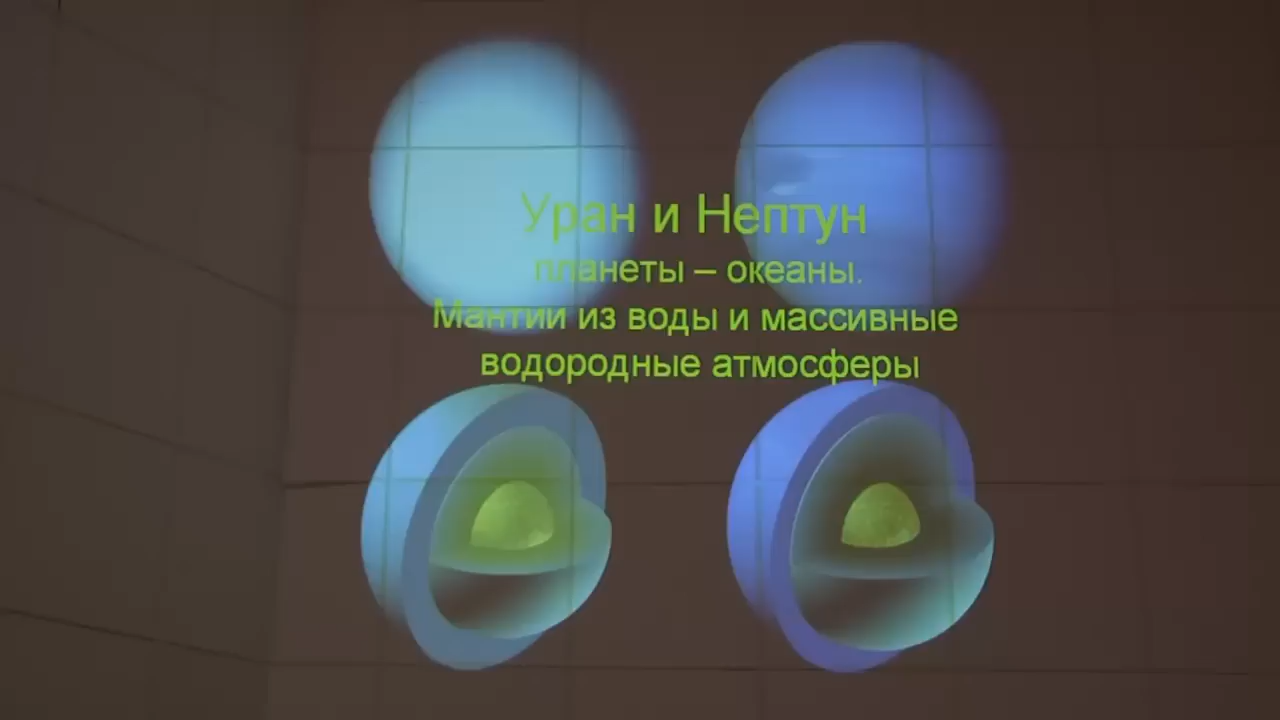 Уран и Нептун
планеты – океаны.
Мантии из воды и массивные
водородные атмосферы